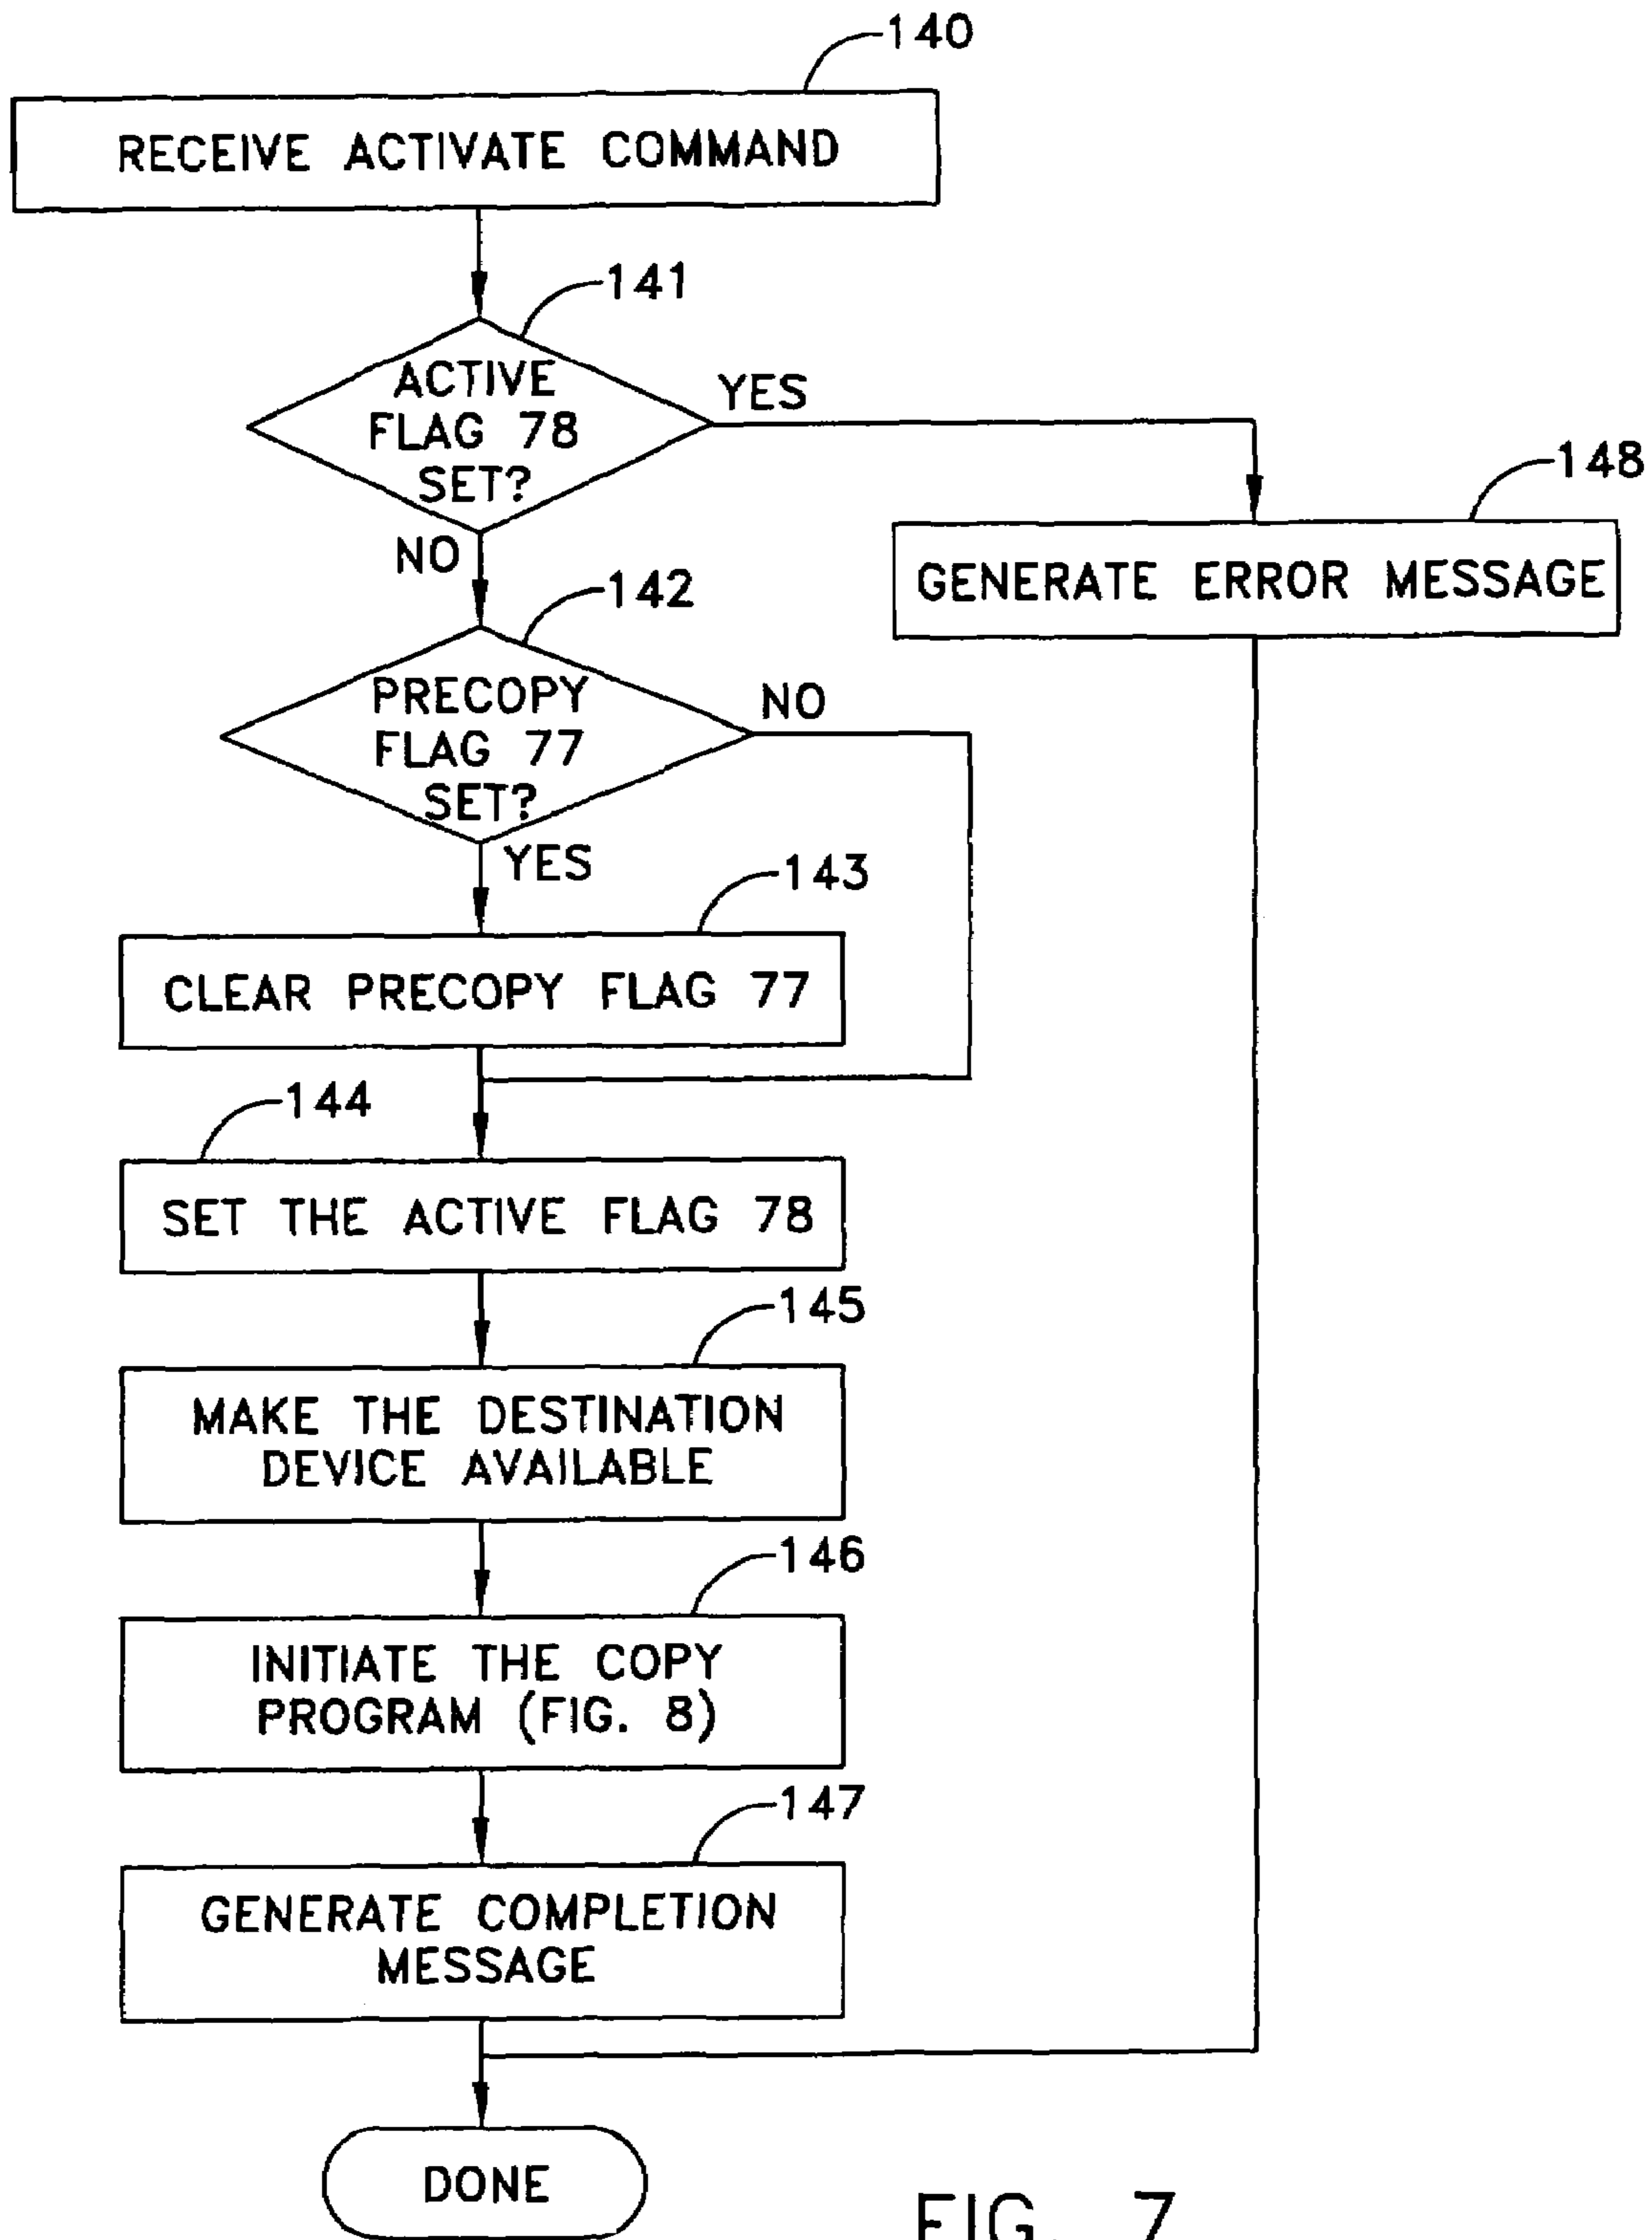 140
RECEIVE ACTIVATE COMMAND
141
ACTIVE
FLAG 78
SET?
YES
NO
148
GENERATE ERROR MESSAGE
142
PRECOPY
FLAG 77
SET?
NO
YES
143
CLEAR PRECOPY FLAG 77
144
SET THE ACTIVE FLAG 78
145
MAKE THE DESTINATION
DEVICE AVAILABLE
146
INITIATE THE COPY
PROGRAM (FIG. 8)
147
GENERATE COMPLETION
MESSAGE
DONE
FIG. 7